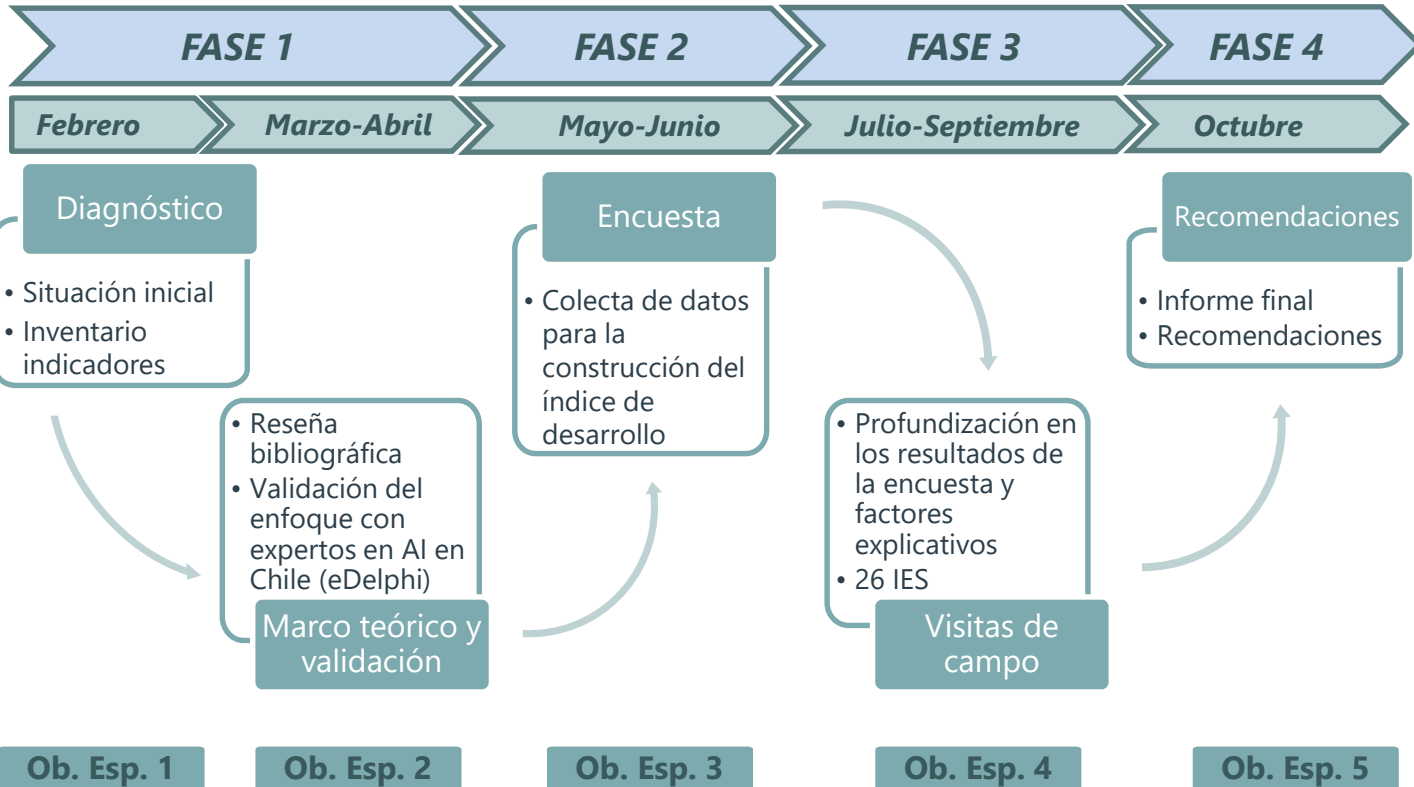 FASE 1
FASE 2
FASE 3
FASE 4
Febrero
Marzo-Abril
Mayo-Junio
Julio-Septiembre
Octubre
Diagnóstico
• Situación inicial
• Inventario
indicadores
• Reseña
bibliográfica
• Validación del
enfoque con
expertos en AI en
Chile (eDelphi)
Marco teórico y
validación
Encuesta
• Colecta de datos
para la
construcción del
índice de
desarrollo
• Profundización en
los resultados de
la encuesta y
factores
explicativos
• 26 IES
Visitas de
campo
Recomendaciones
• Informe final
• Recomendaciones
Ob. Esp. 1
Ob. Esp. 2
Ob. Esp. 3
Ob. Esp. 4
Ob. Esp. 5